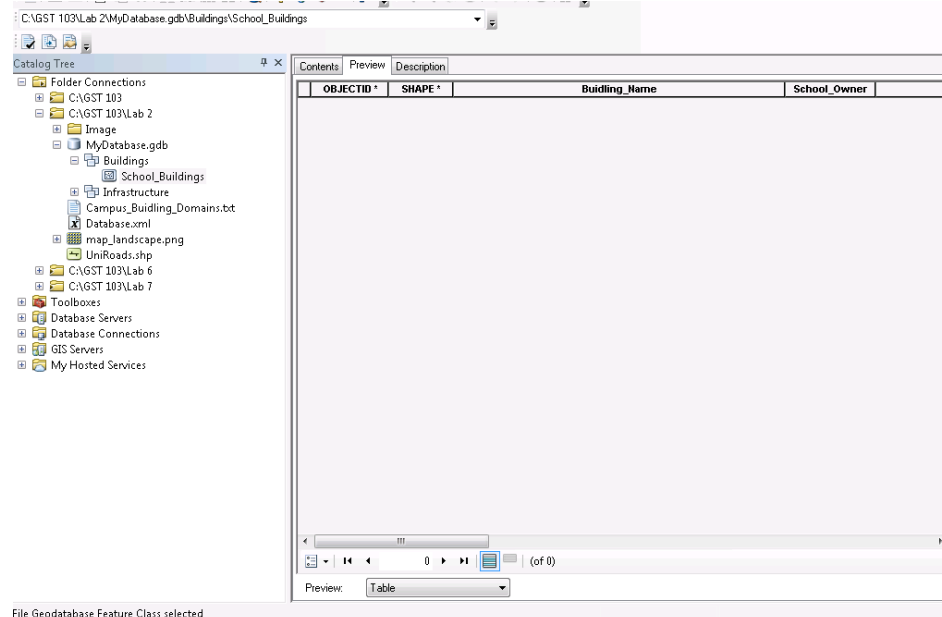 C:\GST 103\Lab 2\MyDatabase.gdb\Buildings\School_Buildings
Catalog Tree
Folder Connections
C:\GST 103
C:\GST 103\Lab 2
Image
MyDatabase.gdb
Buildings
School_Buildings
Infrastructure
Campus_Buidling_Domains.txt
Database.xml
map_landscape.png
UniRoads.shp
C:\GST 103\Lab 6
C:\GST 103\Lab 7
Toolboxes
Database Servers
Database Connections
GIS Servers
My Hosted Services
Contents Preview Description
OBJECTID * SHAPE * Buidling_Name School_Owner
0 (of 0)
Preview: Table
File Geodatabase Feature Class selected